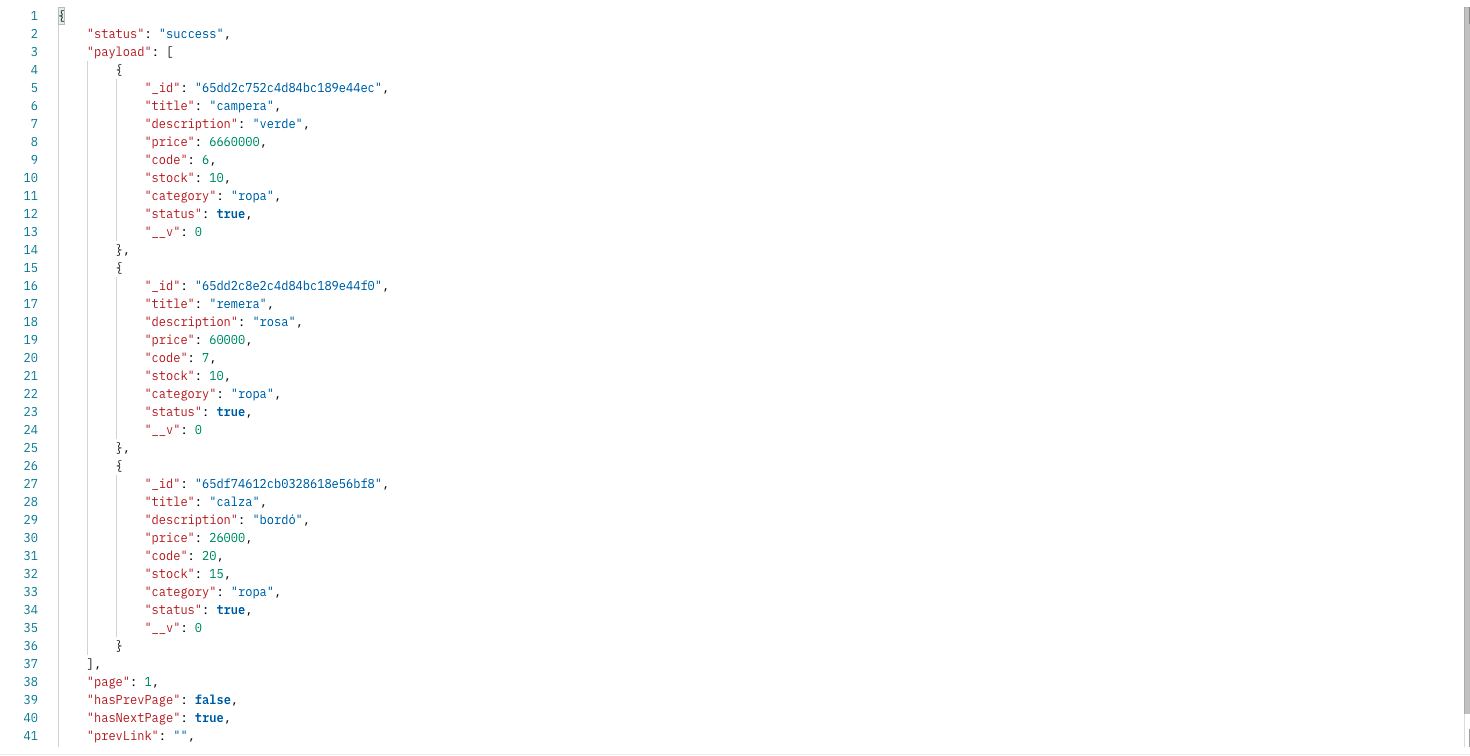 1 {
2 "status": "success",
3 "payload": [
4 {
5 "_id": "65dd2c752c4d84bc189e44ec",
6 "title": "campera",
7 "description": "verde",
8 "price": 6660000,
9 "code": 6,
10 "stock": 10,
11 "category": "ropa",
12 "status": true,
13 "__v": 0
14 },
15 {
16 "_id": "65dd2c8e2c4d84bc189e44f0",
17 "title": "remera",
18 "description": "rosa",
19 "price": 60000,
20 "code": 7,
21 "stock": 10,
22 "category": "ropa",
23 "status": true,
24 "__v": 0
25 },
26 {
27 "_id": "65df74612cb0328618e56bf8",
28 "title": "calza",
29 "description": "bordó",
30 "price": 26000,
31 "code": 20,
32 "stock": 15,
33 "category": "ropa",
34 "status": true,
35 "__v": 0
36 }
37 ],
38 "page": 1,
39 "hasPrevPage": false,
40 "hasNextPage": true,
41 "prevLink": "",